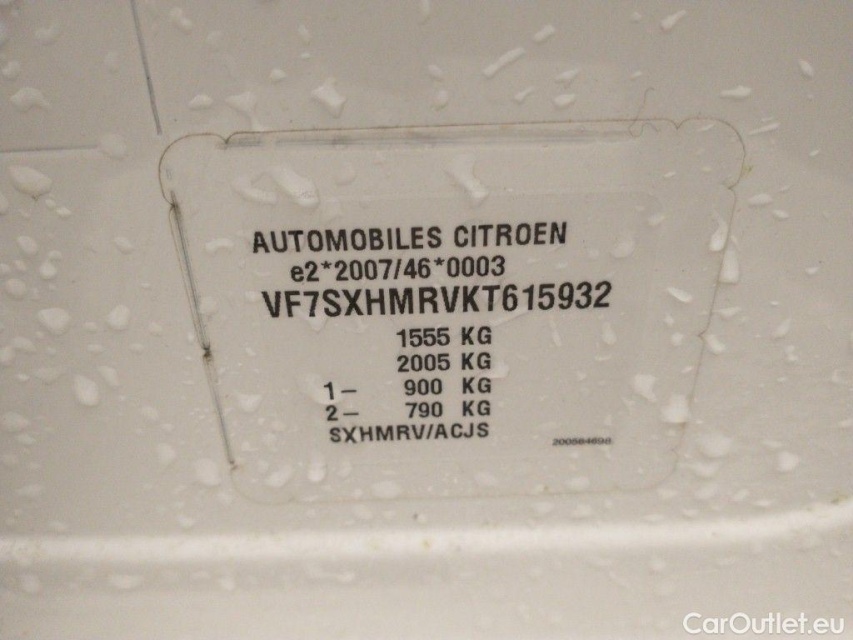 AUTOMOBILES CITROEN
e2*2007/46*0003
VF7SXHMRVKT615932
1555 KG
2005 KG
1– 900 KG
2– 790 KG
SXHMRV/ACJS
200584698
CarOutlet.eu